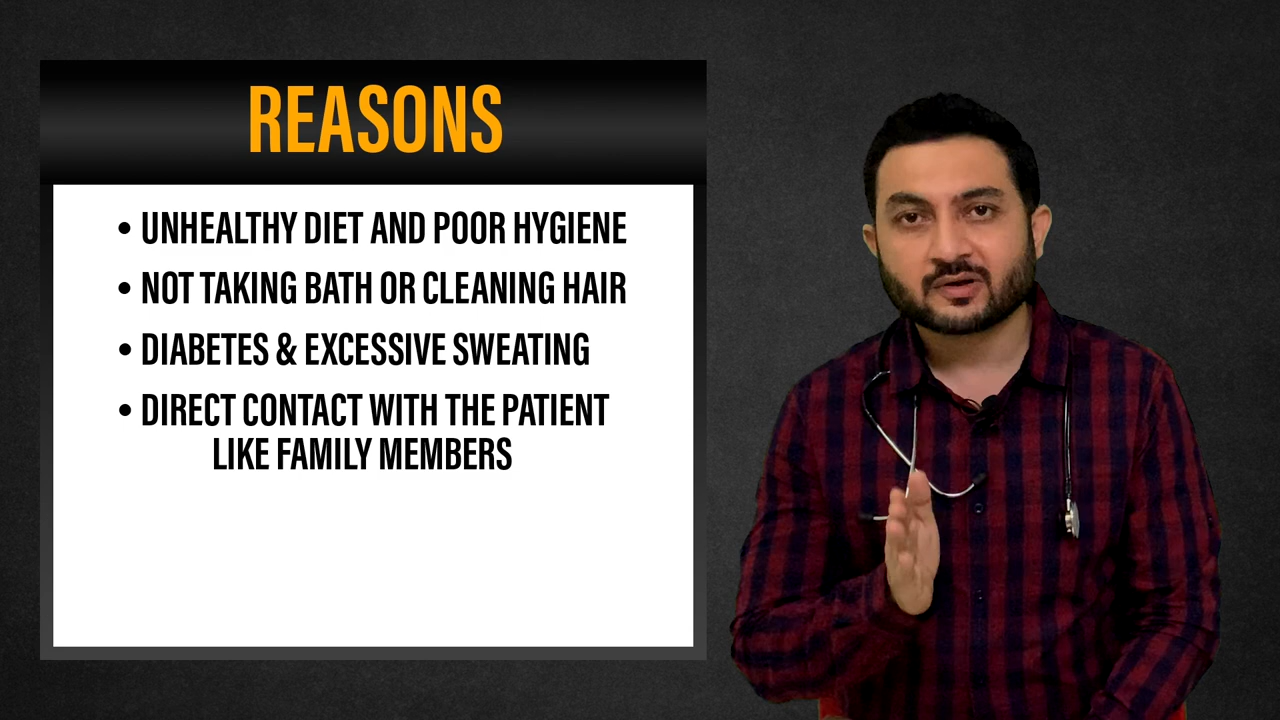 REASONS
• UNHEALTHY DIET AND POOR HYGIENE
• NOT TAKING BATH OR CLEANING HAIR
• DIABETES & EXCESSIVE SWEATING
• DIRECT CONTACT WITH THE PATIENT
LIKE FAMILY MEMBERS